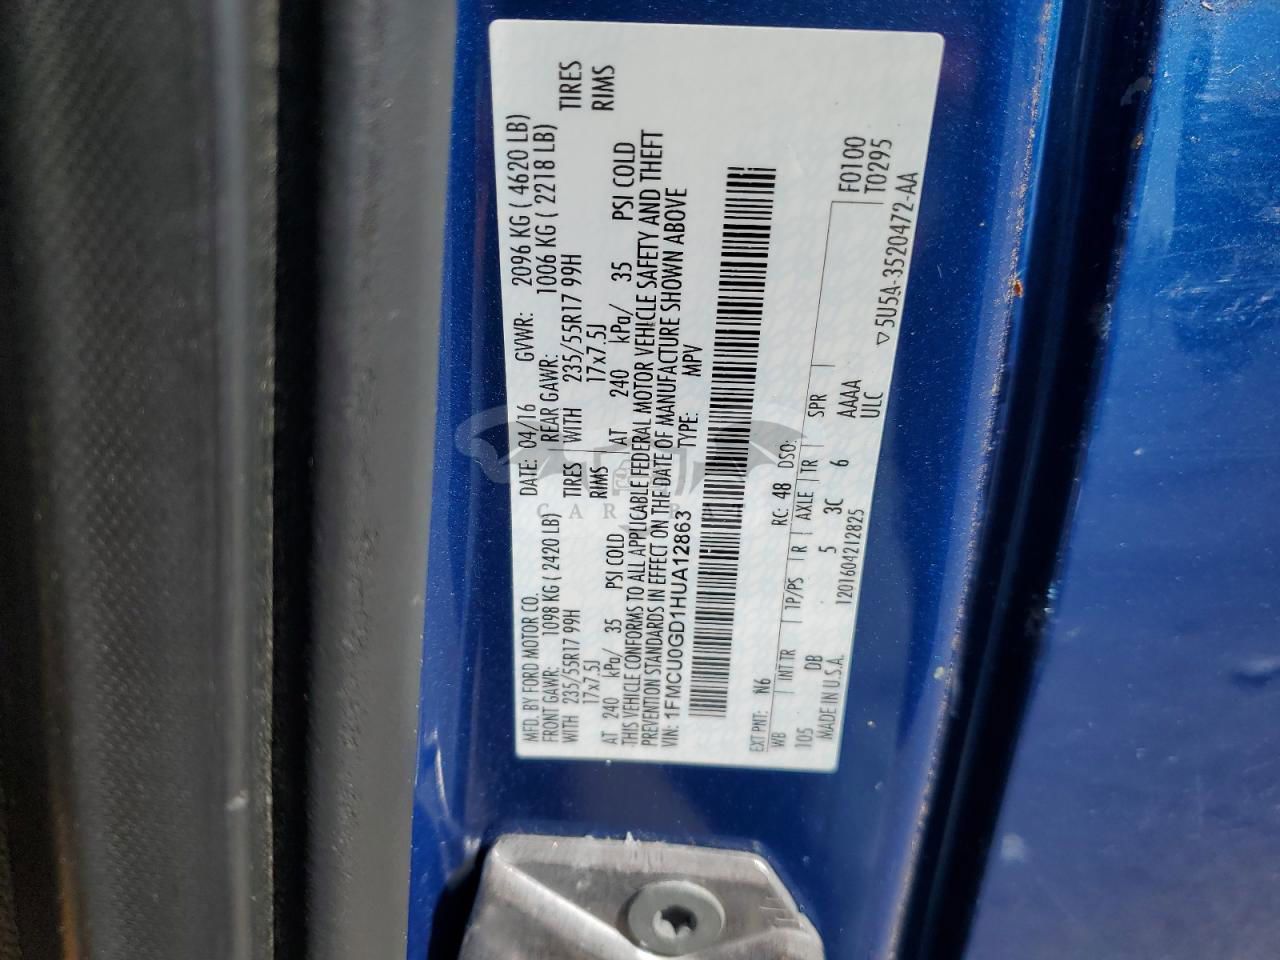 MFD. BY FORD MOTOR CO. DATE: 04/16 GVWR: 2096 KG ( 4620 LB)
FRONT GAWR: 1098 KG ( 2420 LB) REAR GAWR: 1006 KG ( 2218 LB)
WITH 235/55R17 99H TIRES WITH 235/55R17 99H TIRES
17x7.5J RIMS 17x7.5J RIMS
AT 240 kPa/ 35 PSI COLD AT 240 kPa/ 35 PSI COLD
THIS VEHICLE CONFORMS TO ALL APPLICABLE FEDERAL MOTOR VEHICLE SAFETY AND THEFT
PREVENTION STANDARDS IN EFFECT ON THE DATE OF MANUFACTURE SHOWN ABOVE
VIN: 1FMCU0GD1HUA12863 TYPE: MPV
EXT PNT: N6 RC: 48 DSO:
WB INT TR TP/PS R AXLE TR SPR
105 DB 5 3C 6 AAAA F0100
ULC T0295
MADE IN U.S.A. 1201604212825 5U5A-3520472-AA